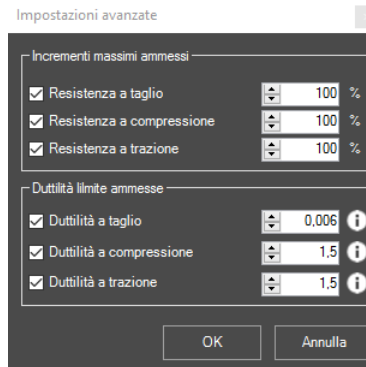 Impostazioni avanzate
Incrementi massimi ammessi
Resistenza a taglio 100 %
Resistenza a compressione 100 %
Resistenza a trazione 100 %
Duttilità lilmite ammesse
Duttilità a taglio 0,006
Duttilità a compressione 1,5
Duttilità a trazione 1,5
OK Annulla